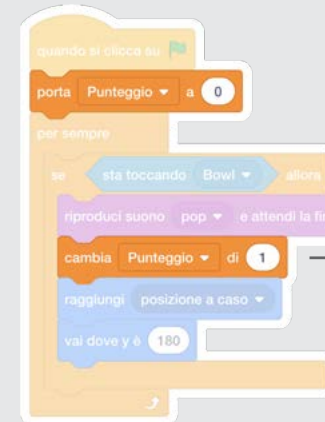 quando si clicca su
porta Punteggio a 0
per sempre
se sta toccando Bowl allora
riproduci suono pop e attendi la
cambia Punteggio di 1
raggiungi posizione a caso
vai dove y è 180